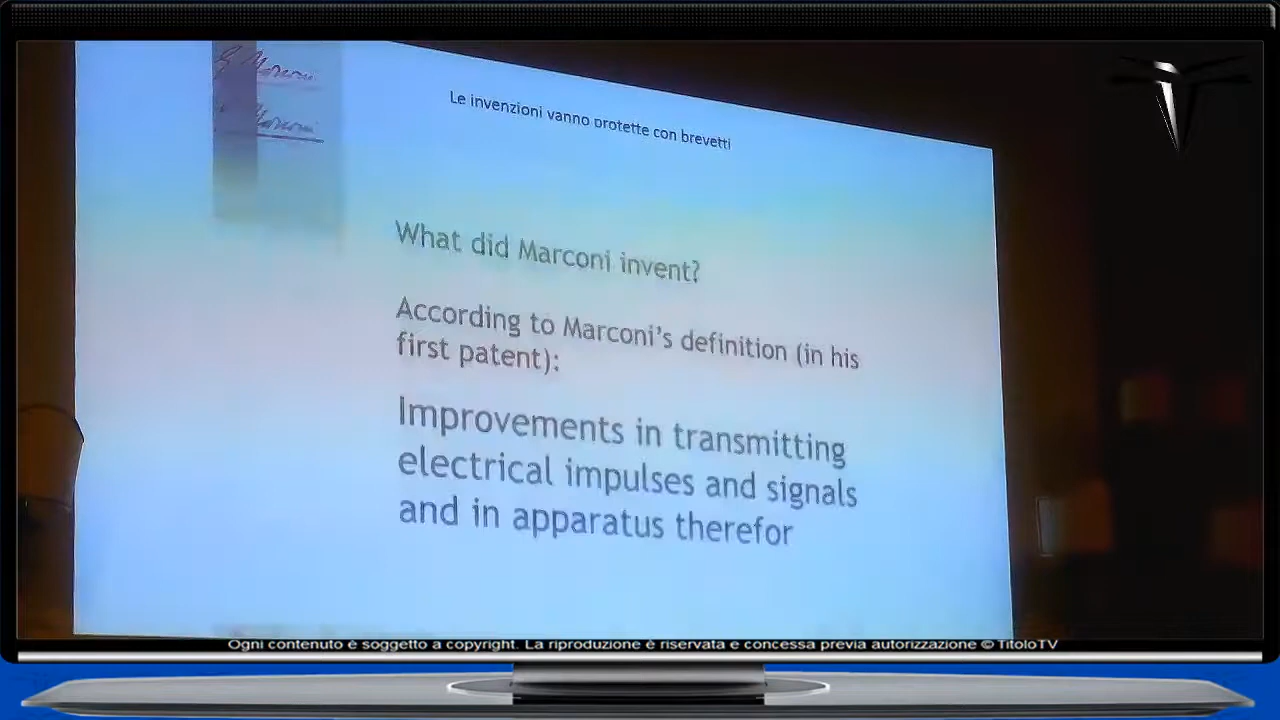 G Marconi
Marconi
Le invenzioni vanno protette con brevetti
What did Marconi invent?
According to Marconi's definition (in his
first patent):
Improvements in transmitting
electrical impulses and signals
and in apparatus therefor
Ogni contenuto è soggetto a copyright. La riproduzione è riservata e concessa previa autorizzazione © TitoloTV